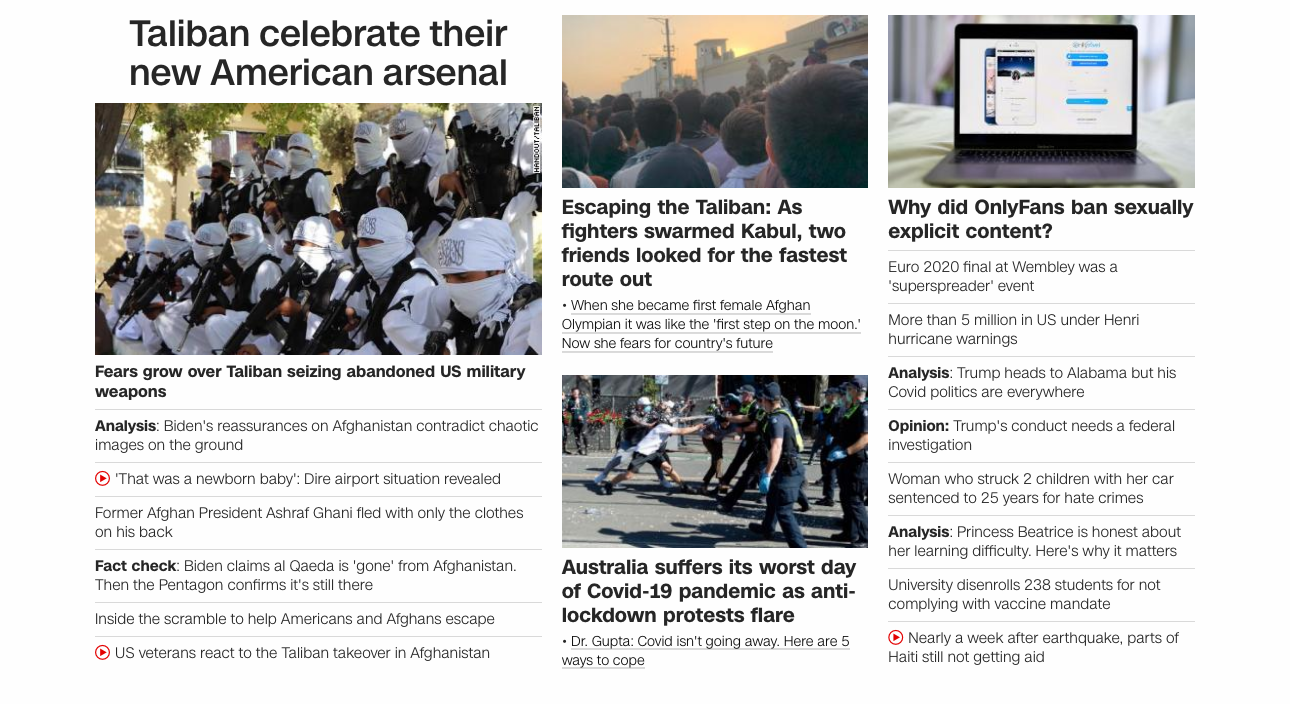 Taliban celebrate their
new American arsenal
HANDOUT/TALIBAN
Fears grow over Taliban seizing abandoned US military
weapons
Analysis: Biden's reassurances on Afghanistan contradict chaotic
images on the ground
'That was a newborn baby': Dire airport situation revealed
Former Afghan President Ashraf Ghani fled with only the clothes
on his back
Fact check: Biden claims al Qaeda is 'gone' from Afghanistan.
Then the Pentagon confirms it's still there
Inside the scramble to help Americans and Afghans escape
US veterans react to the Taliban takeover in Afghanistan
Escaping the Taliban: As
fighters swarmed Kabul, two
friends looked for the fastest
route out
• When she became first female Afghan
Olympian it was like the 'first step on the moon.'
Now she fears for country's future
Australia suffers its worst day
of Covid-19 pandemic as anti-
lockdown protests flare
• Dr. Gupta: Covid isn't going away. Here are 5
ways to cope
Why did OnlyFans ban sexually
explicit content?
Euro 2020 final at Wembley was a
'superspreader' event
More than 5 million in US under Henri
hurricane warnings
Analysis: Trump heads to Alabama but his
Covid politics are everywhere
Opinion: Trump's conduct needs a federal
investigation
Woman who struck 2 children with her car
sentenced to 25 years for hate crimes
Analysis: Princess Beatrice is honest about
her learning difficulty. Here's why it matters
University disenrolls 238 students for not
complying with vaccine mandate
Nearly a week after earthquake, parts of
Haiti still not getting aid